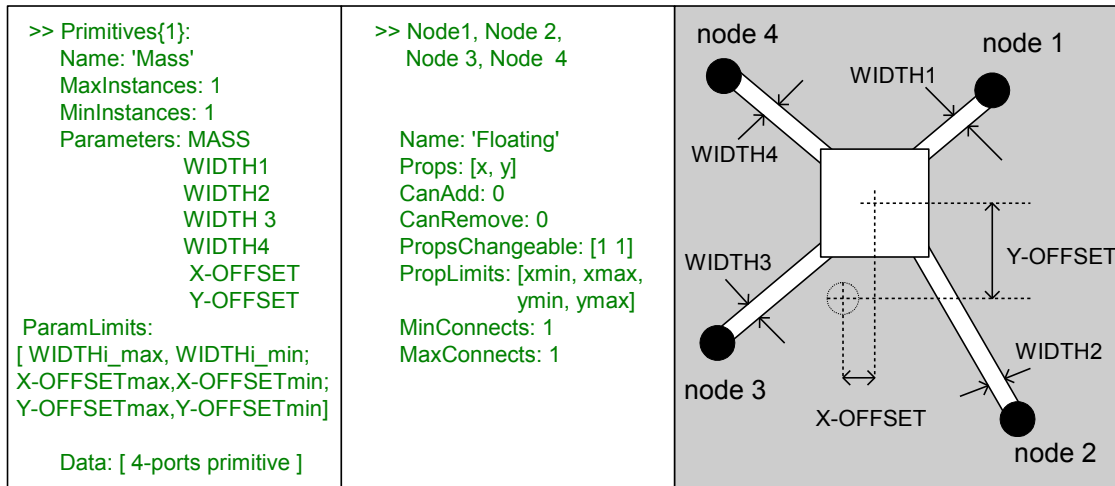 >> Primitives{1}:
Name: 'Mass'
MaxInstances: 1
MinInstances: 1
Parameters: MASS
WIDTH1
WIDTH2
WIDTH 3
WIDTH4
X-OFFSET
Y-OFFSET
ParamLimits:
[ WIDTHi_max, WIDTHi_min;
X-OFFSETmax,X-OFFSETmin;
Y-OFFSETmax,Y-OFFSETmin]
Data: [ 4-ports primitive ]
>> Node1, Node 2,
Node 3, Node 4
Name: 'Floating'
Props: [x, y]
CanAdd: 0
CanRemove: 0
PropsChangeable: [1 1]
PropLimits: [xmin, xmax,
ymin, ymax]
MinConnects: 1
MaxConnects: 1
node 4
node 1
WIDTH1
WIDTH4
WIDTH3
Y-OFFSET
WIDTH2
node 3
X-OFFSET
node 2